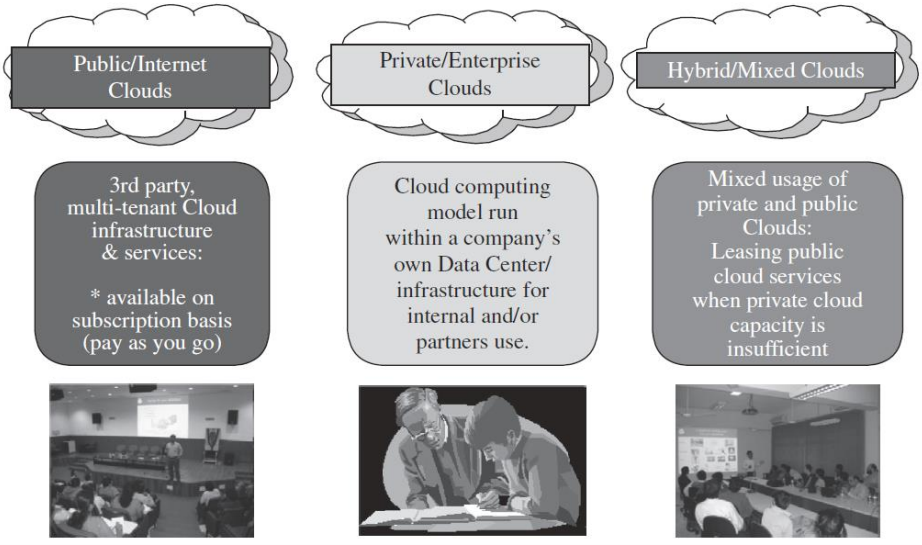 Public/Internet
Clouds
Private/Enterprise
Clouds
Hybrid/Mixed Clouds
3rd party,
multi-tenant Cloud
infrastructure
& services:
* available on
subscription basis
(pay as you go)
Cloud computing
model run
within a company’s
own Data Center/
infrastructure for
internal and/or
partners use.
Mixed usage of
private and public
Clouds:
Leasing public
cloud services
when private cloud
capacity is
insufficient